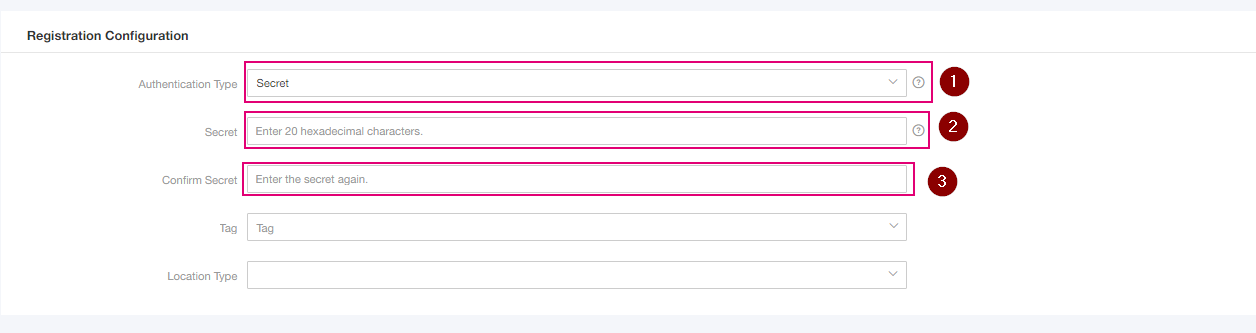 Registration Configuration
Authentication Type Secret ? 1
Secret Enter 20 hexadecimal characters. ? 2
Confirm Secret Enter the secret again. 3
Tag Tag
Location Type